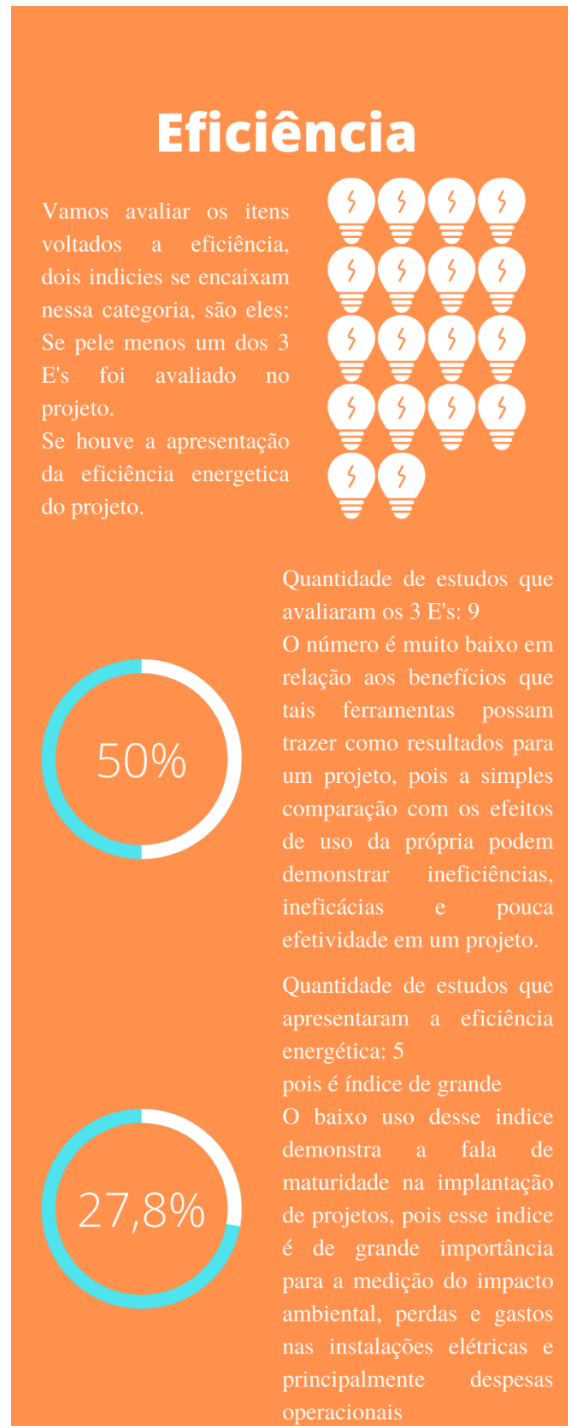 Eficiência
Vamos avaliar os itens
voltados a eficiência,
dois indicies se encaixam
nessa categoria, são eles:
Se pele menos um dos 3
E's foi avaliado no
projeto.
Se houve a apresentação
da eficiência energetica
do projeto.
Quantidade de estudos que
avaliaram os 3 E's: 9
O número é muito baixo em
relação aos benefícios que
tais ferramentas possam
trazer como resultados para
um projeto, pois a simples
comparação com os efeitos
de uso da própria podem
demonstrar ineficiências,
ineficácias e pouca
efetividade em um projeto.
50%
Quantidade de estudos que
apresentaram a eficiência
energética: 5
pois é índice de grande
O baixo uso desse indice
demonstra a fala de
maturidade na implantação
de projetos, pois esse indice
é de grande importância
para a medição do impacto
ambiental, perdas e gastos
nas instalações elétricas e
principalmente despesas
operacionais
27,8%